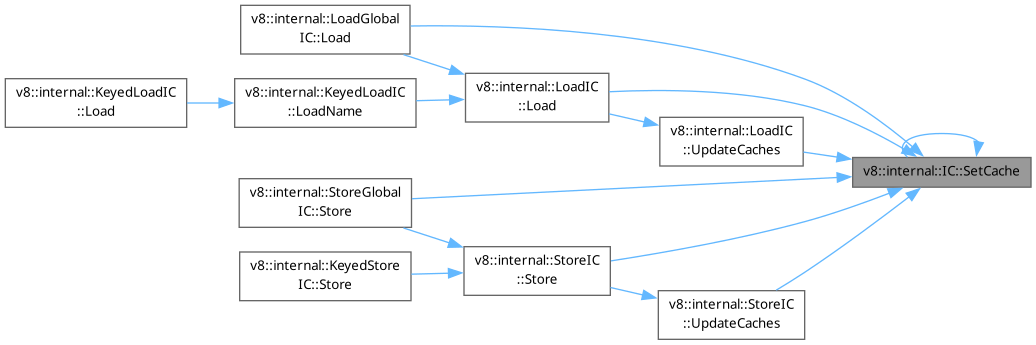 v8::internal::LoadGlobal
IC::Load
v8::internal::KeyedLoadIC
::Load
v8::internal::KeyedLoadIC
::LoadName
v8::internal::LoadIC
::Load
v8::internal::LoadIC
::UpdateCaches
v8::internal::IC::SetCache
v8::internal::StoreGlobal
IC::Store
v8::internal::KeyedStore
IC::Store
v8::internal::StoreIC
::Store
v8::internal::StoreIC
::UpdateCaches